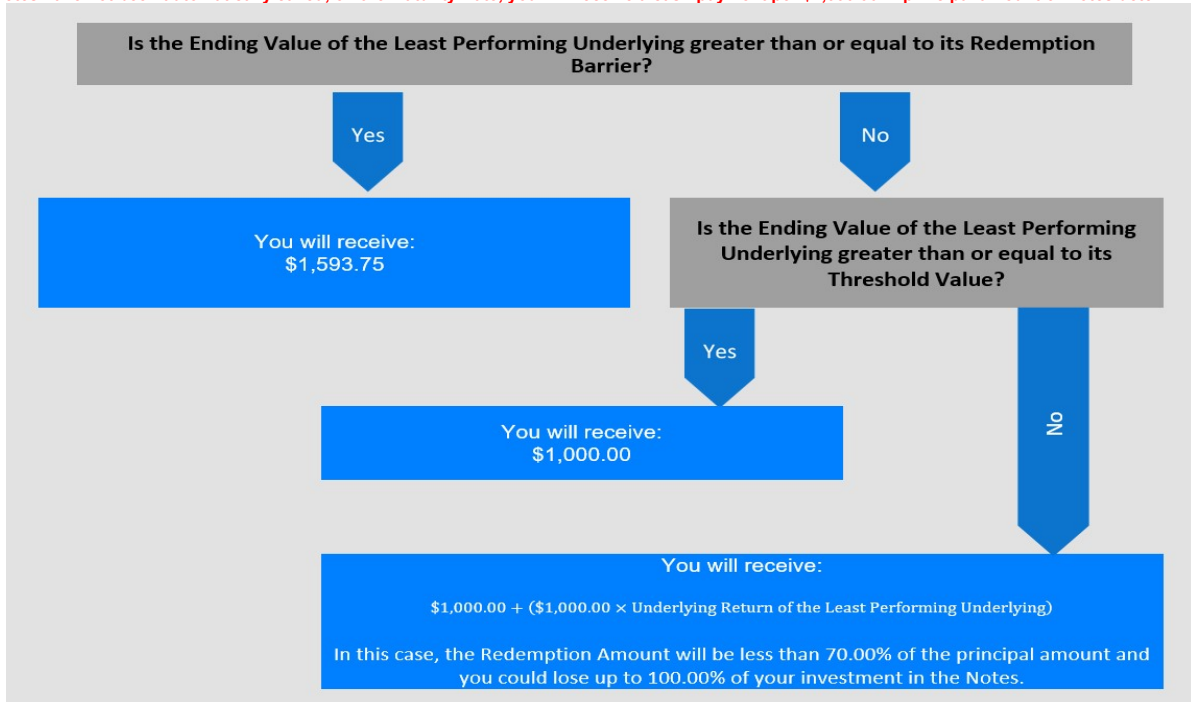 Is the Ending Value of the Least Performing Underlying greater than or equal to its Redemption
Barrier?
Yes
No
You will receive:
$1,593.75
Is the Ending Value of the Least Performing
Underlying greater than or equal to its
Threshold Value?
Yes
No
You will receive:
$1,000.00
You will receive:
$1,000.00 + ($1,000.00 × Underlying Return of the Least Performing Underlying)
In this case, the Redemption Amount will be less than 70.00% of the principal amount and
you could lose up to 100.00% of your investment in the Notes.